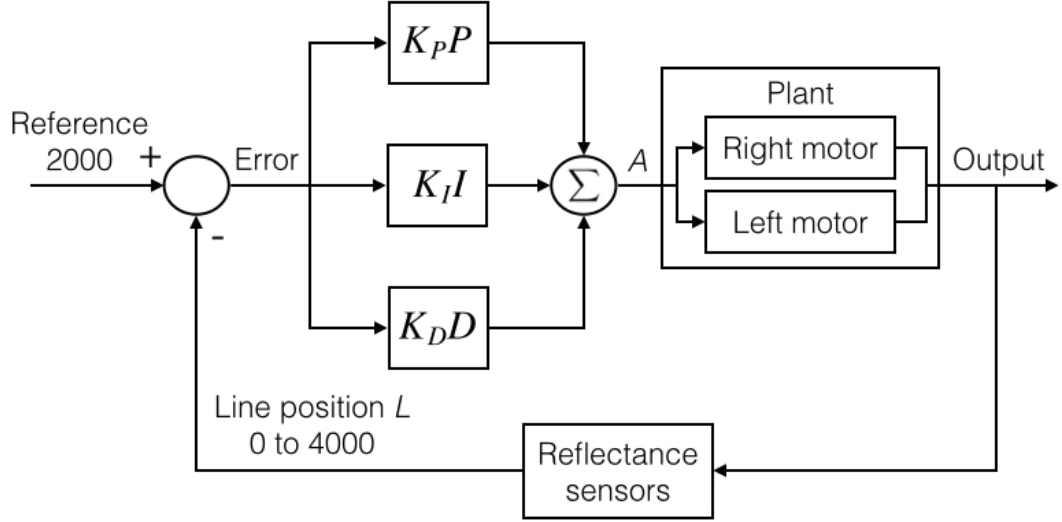 K_P P
Plant
Reference
2000
+
Error
K_I I
Σ
A
Right motor
Left motor
Output
-
K_D D
Line position L
0 to 4000
Reflectance
sensors